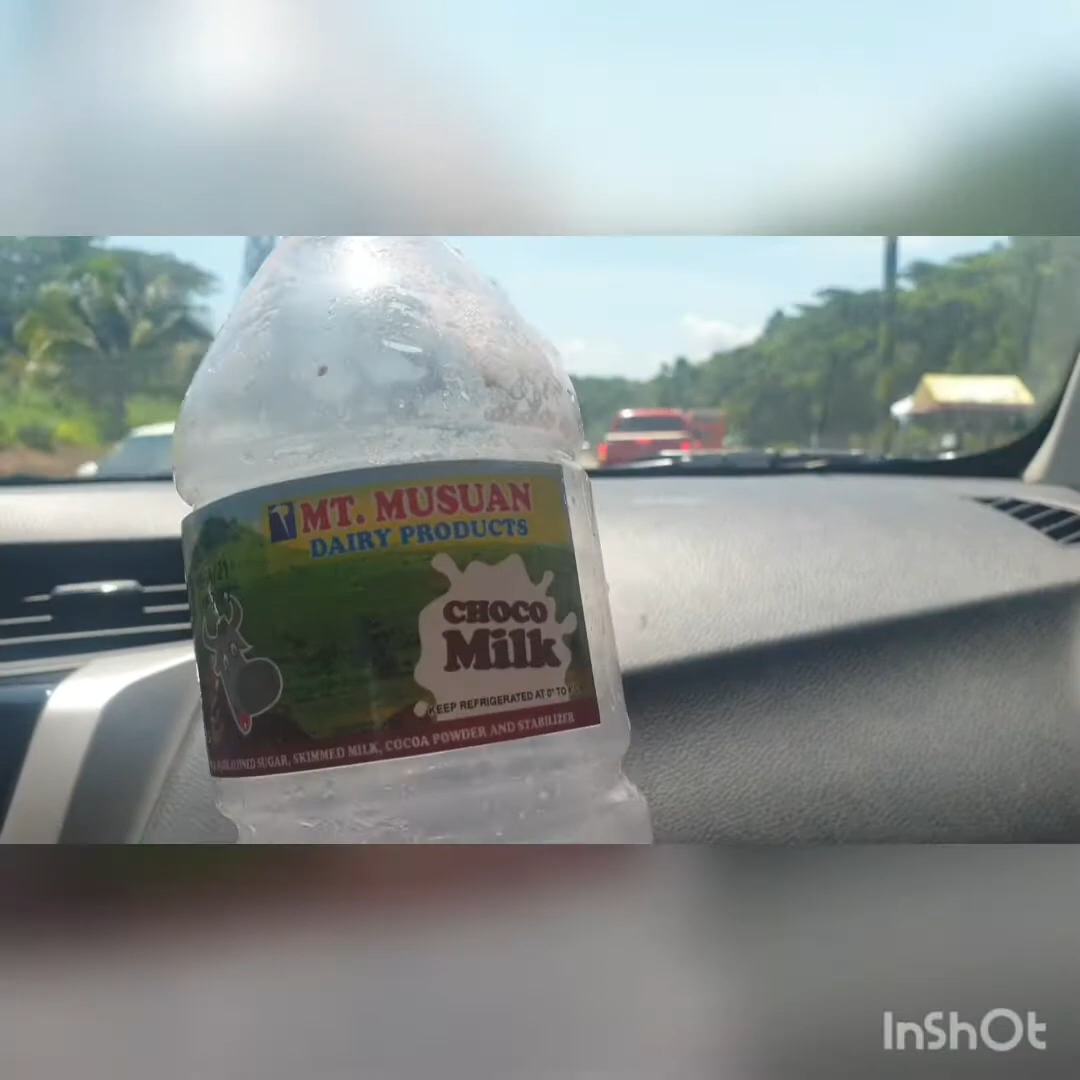 MT. MUSUAN
DAIRY PRODUCTS
CHOCO
Milk
KEEP REFRIGERATED AT 0° TO
SUGAR, SKIMMED MILK, COCOA POWDER AND STABILIZER
InShOt